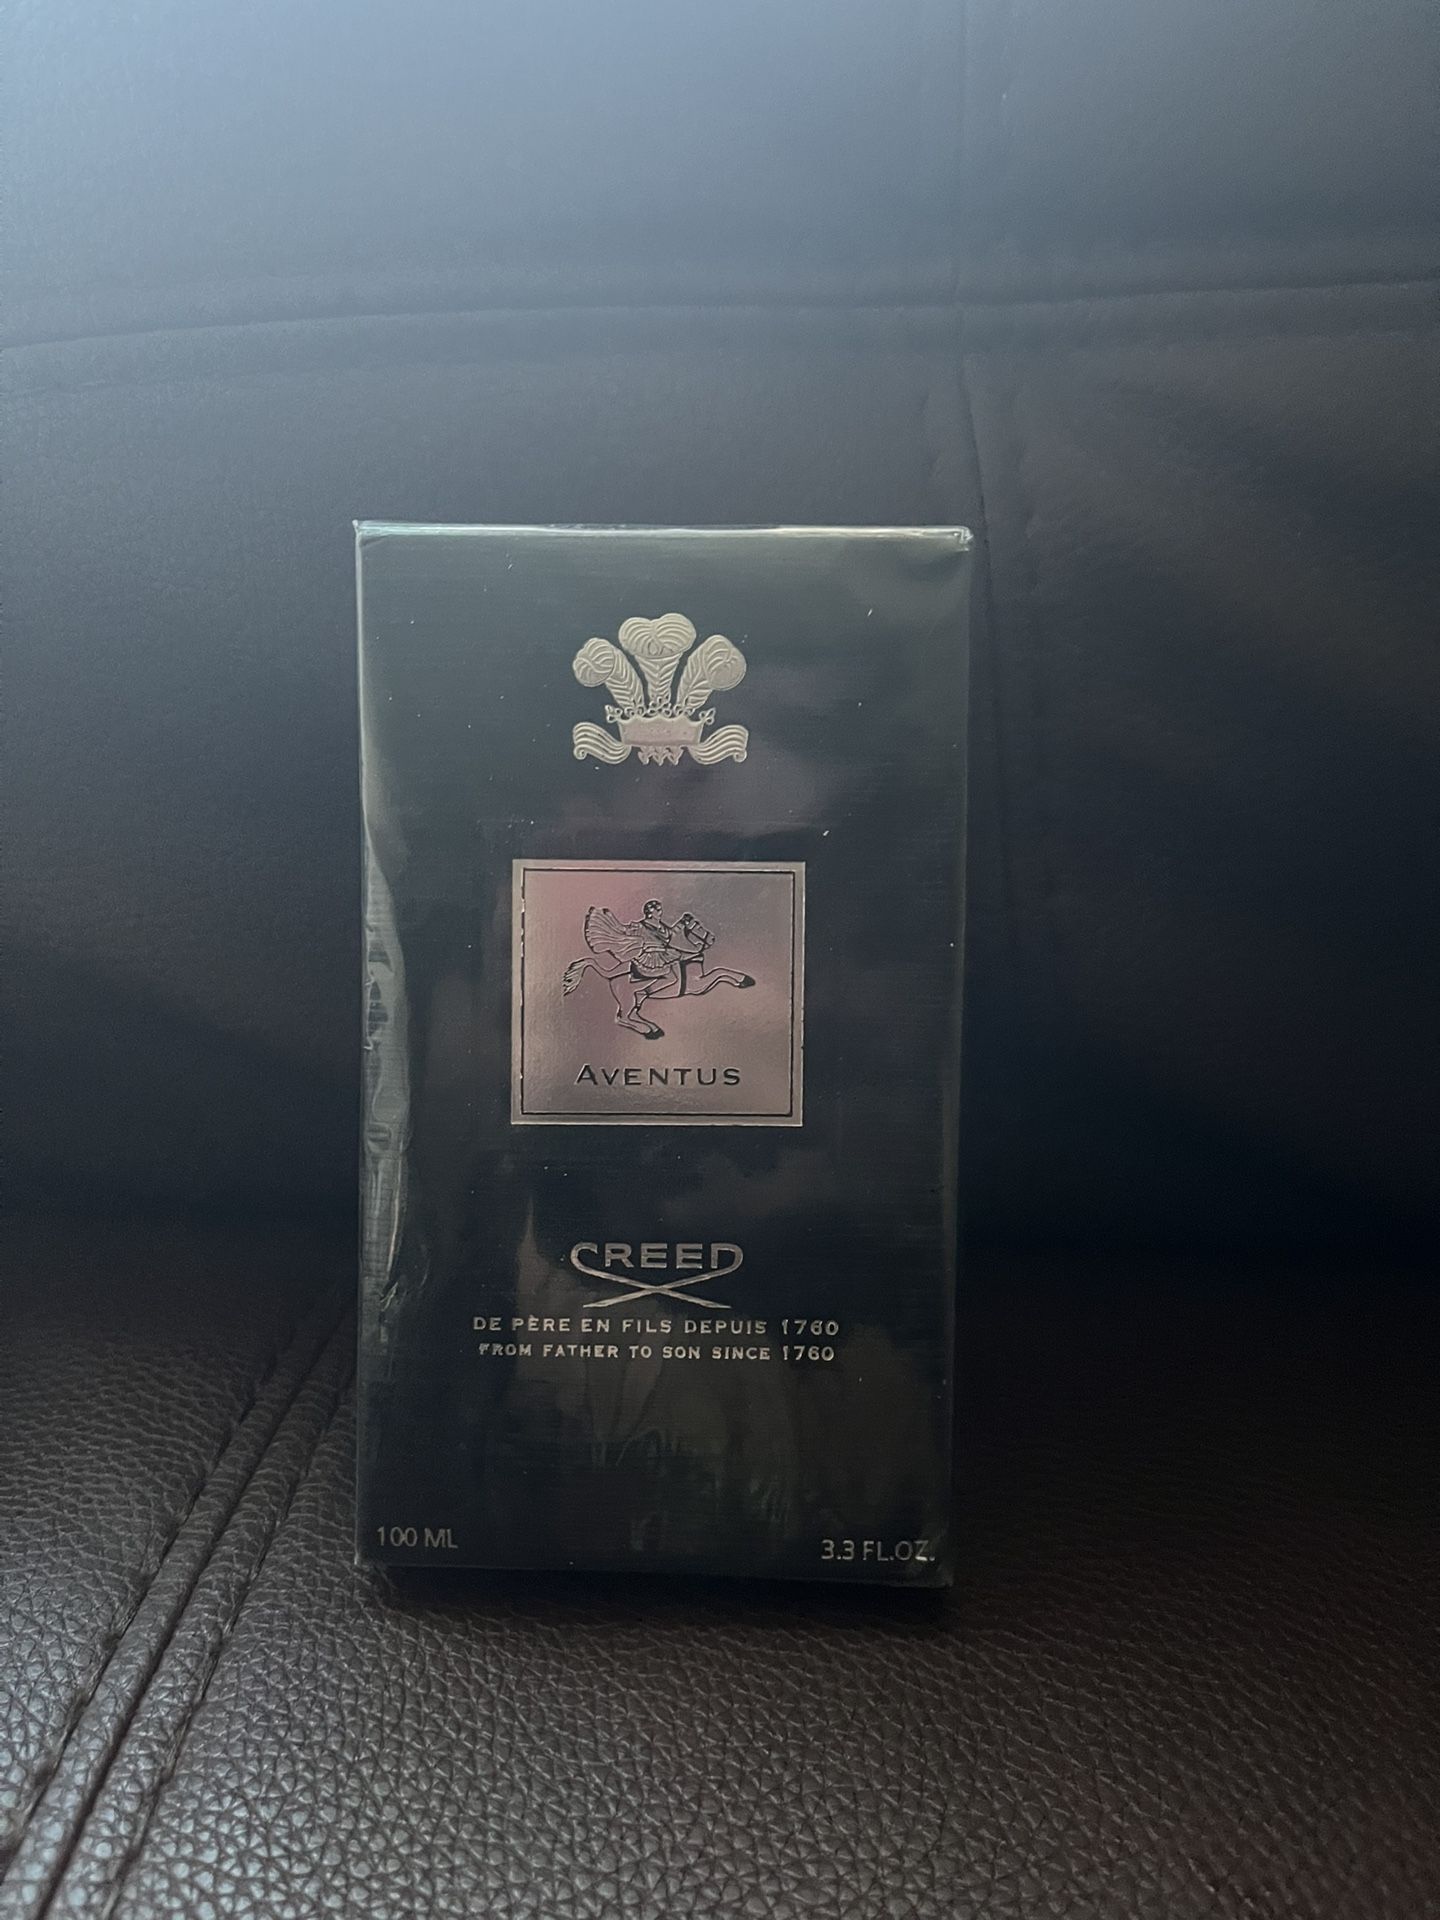 AVENTUS
CREED
DE PÈRE EN FILS DEPUIS 1760
FROM FATHER TO SON SINCE 1760
100 ML
3.3 FL.OZ.